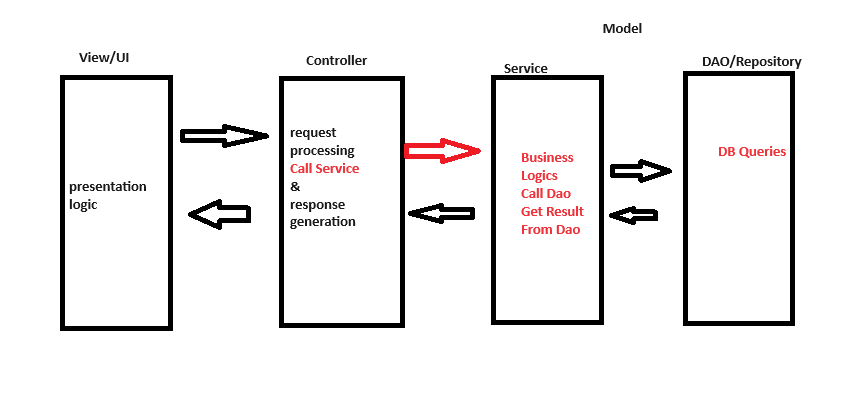 Model
View/UI
Controller
Service
DAO/Repository
presentation
logic
request
processing
Call Service
&
response
generation
Business
Logics
Call Dao
Get Result
From Dao
DB Queries